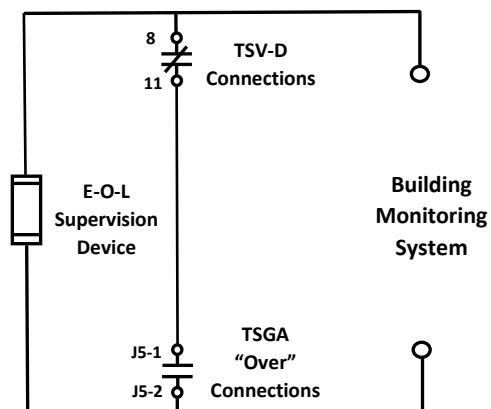 8
TSV-D
Connections
11
E-O-L
Supervision
Device
Building
Monitoring
System
J5-1
TSGA
“Over”
Connections
J5-2